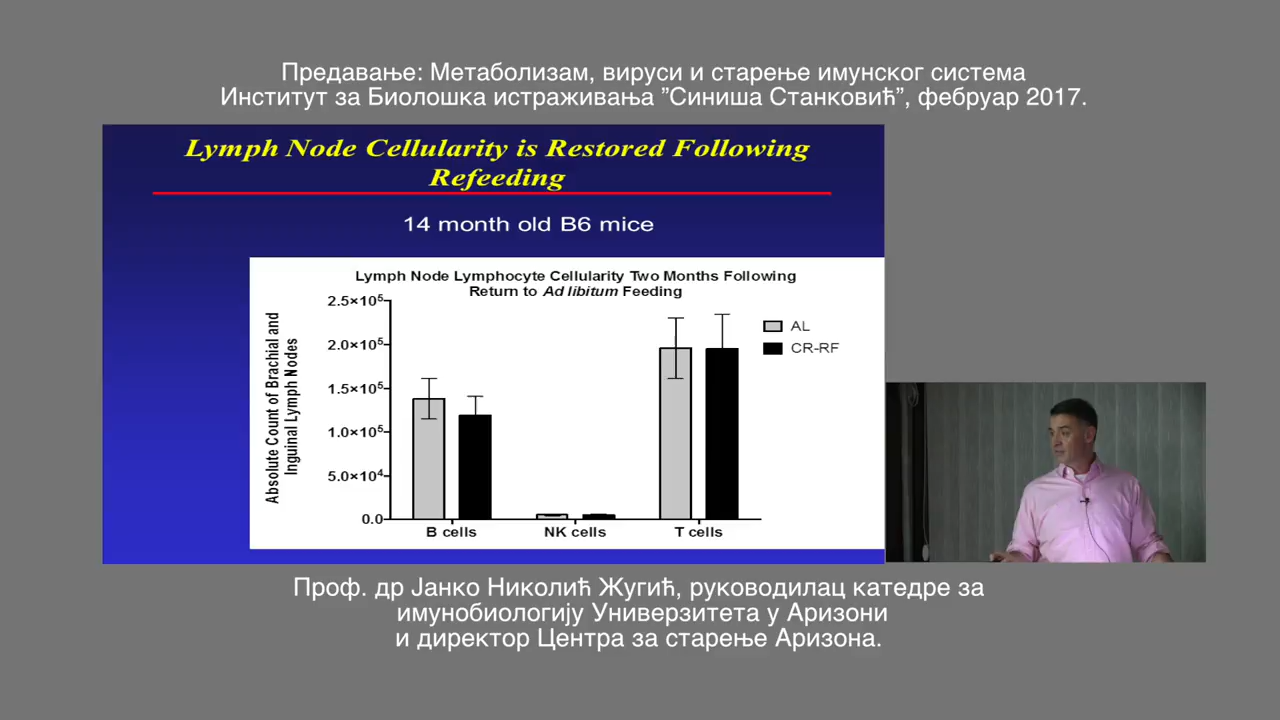 Предавање: Метаболизам, вируси и старење имунског система
Институт за Биолошка истраживања ”Синиша Станковић”, фебруар 2017.
Lymph Node Cellularity is Restored Following
Refeeding
14 month old B6 mice
Lymph Node Lymphocyte Cellularity Two Months Following
Return to Ad libitum Feeding
Absolute Count of Brachial and
Inguinal Lymph Nodes
2.5×10⁵
2.0×10⁵
1.5×10⁵
1.0×10⁵
5.0×10⁴
0.0
AL
CR-RF
B cells
NK cells
T cells
Проф. др Јанко Николић Жугић, руководилац катедре за
имунобиологију Универзитета у Аризони
и директор Центра за старење Аризона.